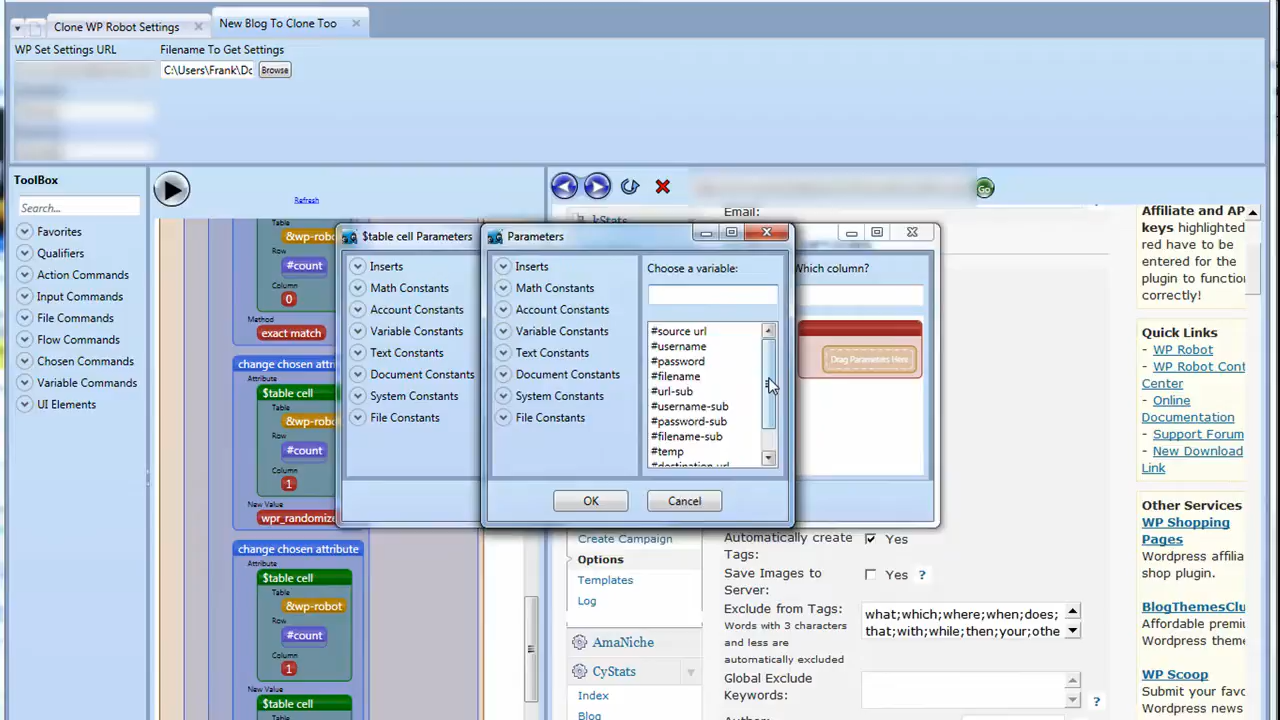 Clone WP Robot Settings
New Blog To Clone Too
WP Set Settings URL
Filename To Get Settings
C:\Users\Frank\Dc
Browse
ToolBox
Search...
Favorites
Qualifiers
Action Commands
Input Commands
File Commands
Flow Commands
Chosen Commands
Variable Commands
UI Elements
Refresh
Table
&wp-robo
Row
#count
Column
0
Method
exact match
change chosen attri
Attribute
$table cell
Table
&wp-robo
Row
#count
Column
1
New Value
wpr_randomize
change chosen attribute
Attribute
$table cell
Table
&wp-robot
Row
#count
Column
1
New Value
$table cell
Table
$table cell Parameters
Inserts
Math Constants
Account Constants
Variable Constants
Text Constants
Document Constants
System Constants
File Constants
Parameters
Inserts
Math Constants
Account Constants
Variable Constants
Text Constants
Document Constants
System Constants
File Constants
Choose a variable:
#source url
#username
#password
#filename
#url-sub
#username-sub
#password-sub
#filename-sub
#temp
#destination url
OK
Cancel
Which column?
Drag Parameters Here
Go
kStats
Email:
Create Campaign
Options
Templates
Log
AmaNiche
CyStats
Index
Blog
Automatically create
Tags:
Yes
Save Images to
Server:
Yes ?
Exclude from Tags:
Words with 3 characters
and less are
automatically excluded
what;which;where;when;does;
that;with;while;then;your;othe
Global Exclude
Keywords:
?
Author:
Affiliate and AP
keys highlighted
red have to be
entered for the
plugin to function
correctly!
Quick Links
- WP Robot
- WP Robot Cont
Center
- Online
Documentation
- Support Forum
- New Download
Link
Other Services
WP Shopping
Pages
Wordpress affilia
shop plugin.
BlogThemesClu
Affordable premiu
Wordpress theme
WP Scoop
Submit your favo
Wordpress news